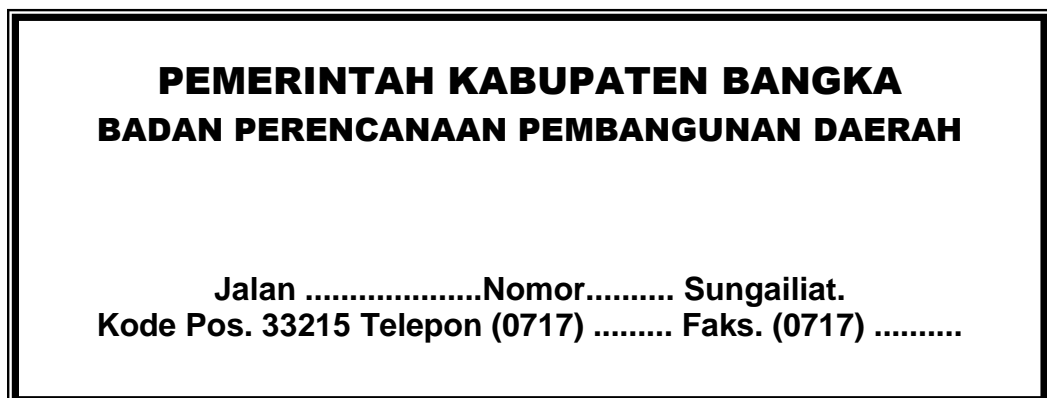 PEMERINTAH KABUPATEN BANGKA
BADAN PERENCANAAN PEMBANGUNAN DAERAH
Jalan ....................Nomor.......... Sungailiat.
Kode Pos. 33215 Telepon (0717) ......... Faks. (0717) ..........